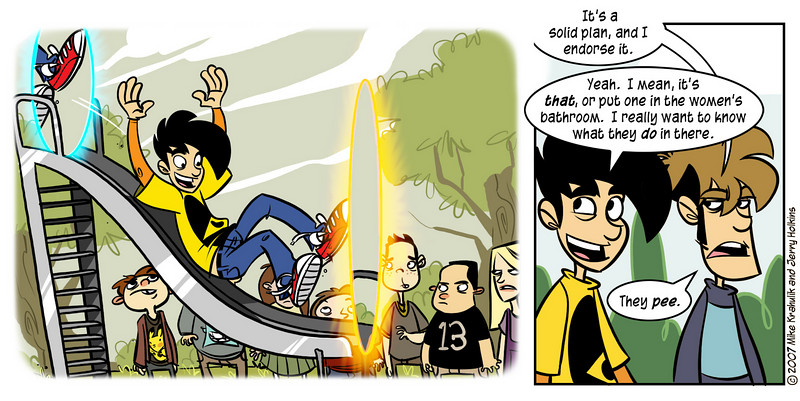 It's a
solid plan, and I
endorse it.
Yeah. I mean, it's
that, or put one in the women's
bathroom. I really want to know
what they do in there.
They pee.
13
©2007 Mike Krahulik and Jerry Holkins